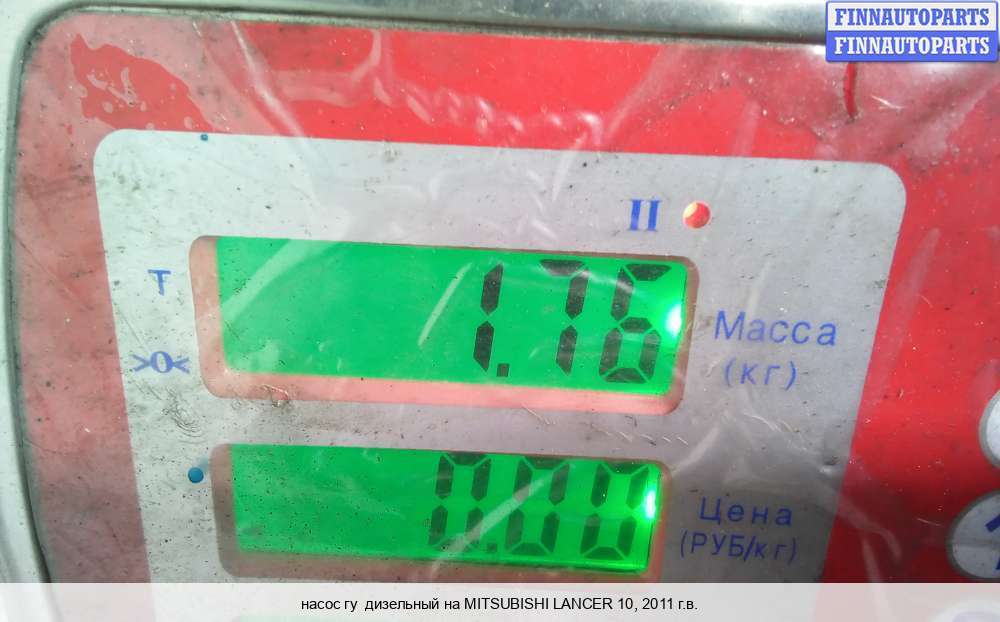 FINNAUTOPARTS
FINNAUTOPARTS
II
T
1.76
Масса
(кг)
>0<
0.00
Цена
(РУБ/кг)
насос гу дизельный на MITSUBISHI LANCER 10, 2011 г.в.